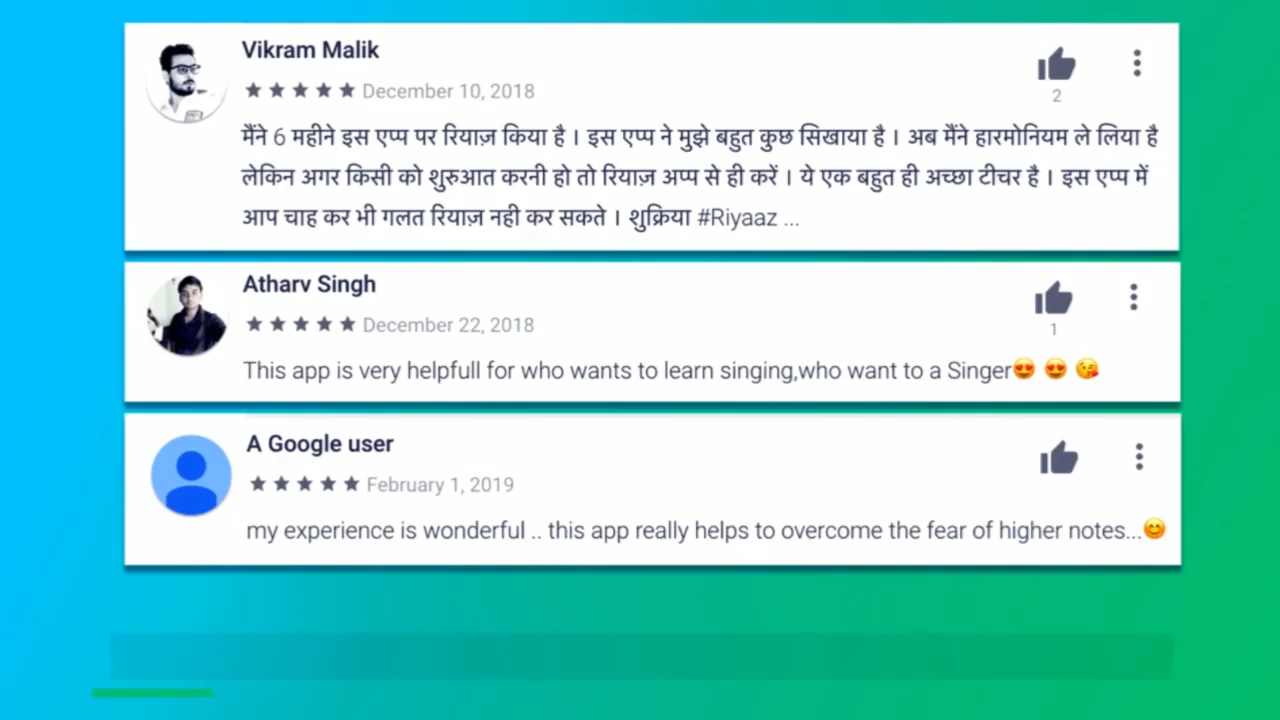 Vikram Malik
★★★★★ December 10, 2018
2
मैंने 6 महीने इस एप्प पर रियाज़ किया है । इस एप्प ने मुझे बहुत कुछ सिखाया है । अब मैंने हारमोनियम ले लिया है
लेकिन अगर किसी को शुरुआत करनी हो तो रियाज़ अप्प से ही करें । ये एक बहुत ही अच्छा टीचर है । इस एप्प में
आप चाह कर भी गलत रियाज़ नही कर सकते । शुक्रिया #Riyaaz ...
Atharv Singh
★★★★★ December 22, 2018
1
This app is very helpfull for who wants to learn singing,who want to a Singer😍 😍 😘
A Google user
★★★★★ February 1, 2019
my experience is wonderful .. this app really helps to overcome the fear of higher notes...😊